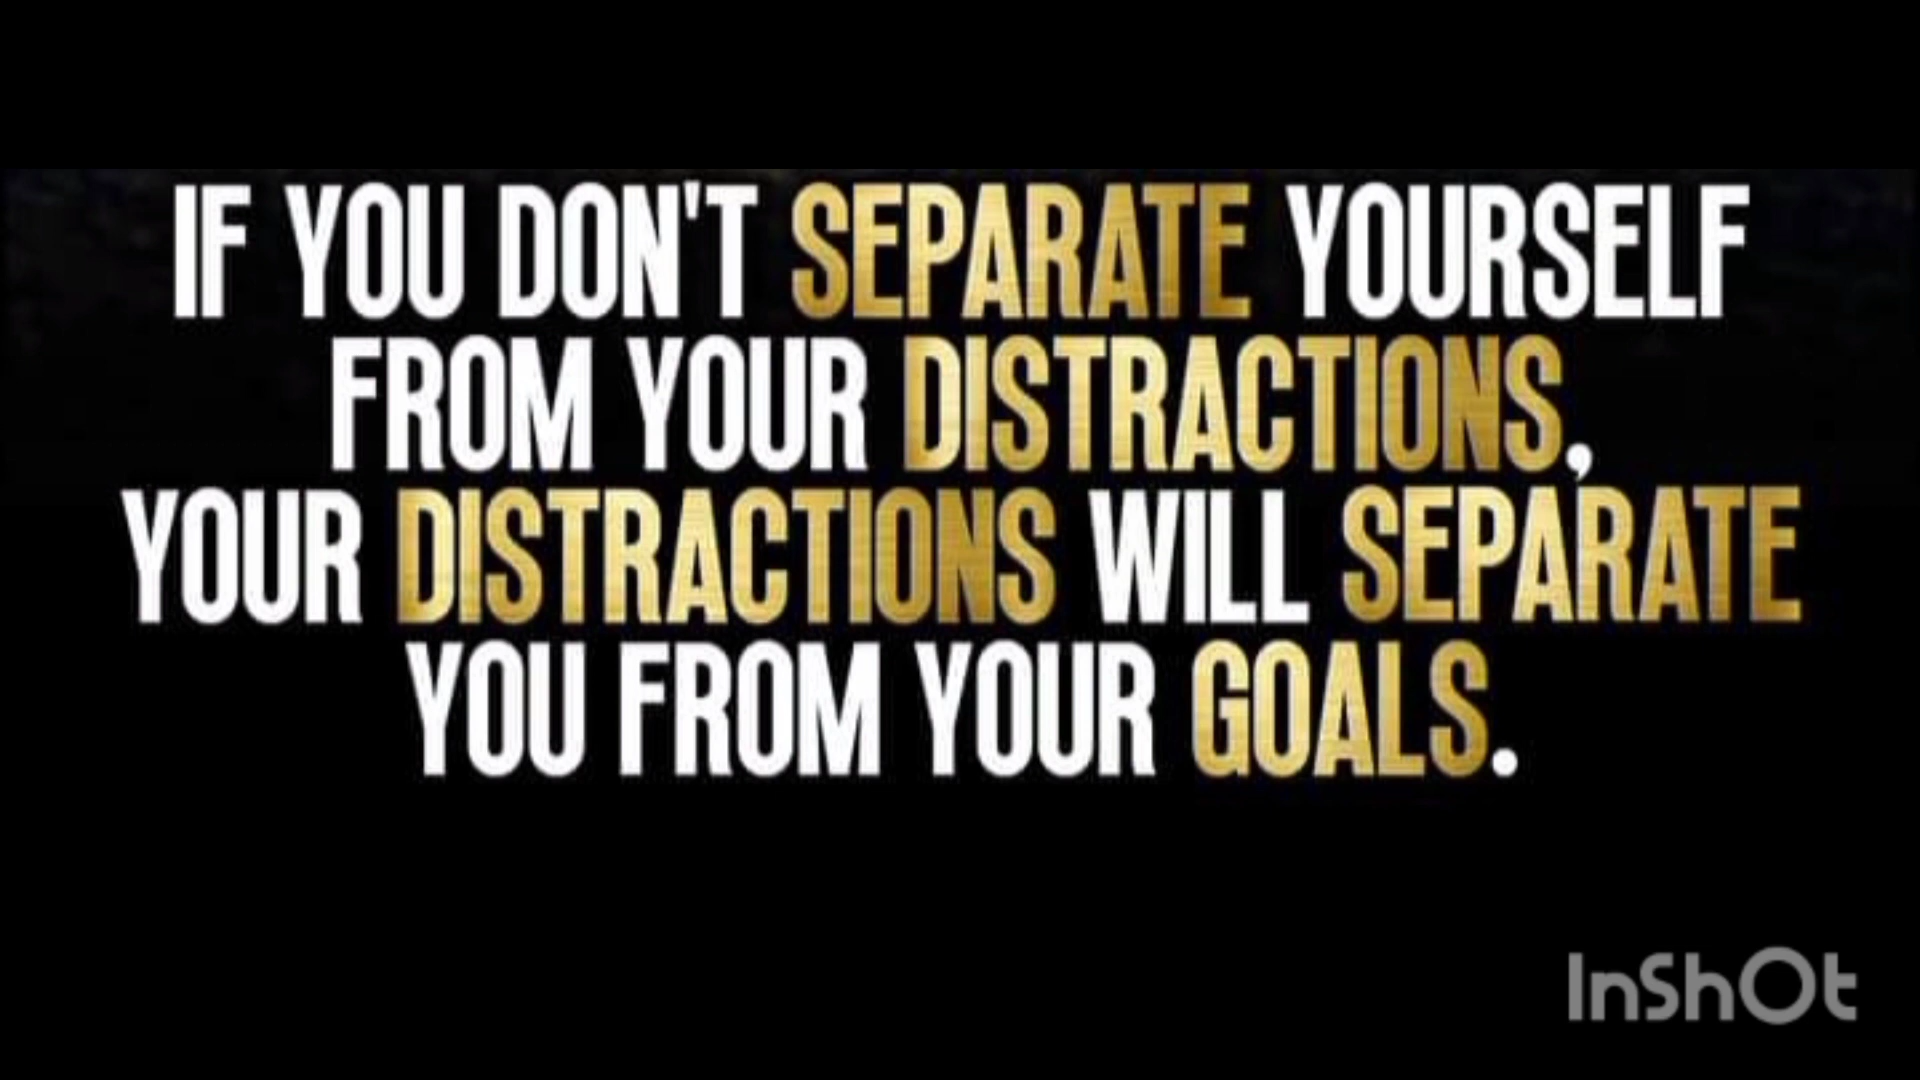 IF YOU DON'T SEPARATE YOURSELF
FROM YOUR DISTRACTIONS,
YOUR DISTRACTIONS WILL SEPARATE
YOU FROM YOUR GOALS.
InShOt